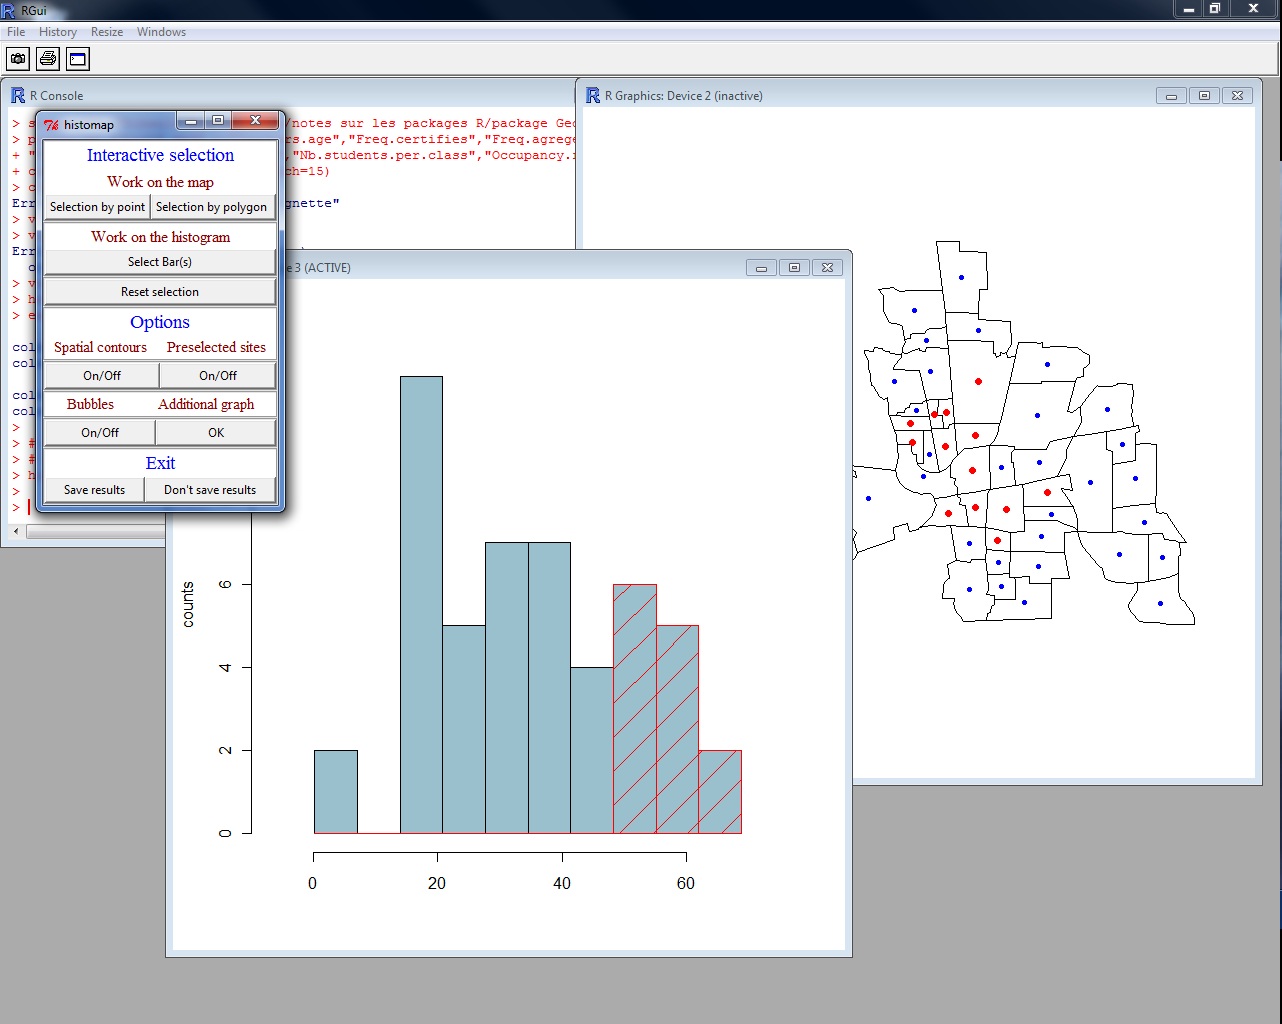 RGui
File History Resize Windows
R Console
R Graphics: Device 2 (inactive)
histomap
> s /notes sur les packages R/package Geo
> p rs.age","Freq.certifies","Freq.agrege
+ " ,"Nb.students.per.class","Occupancy.
+ c ch=15)
> c
Err gnette"
> v
> v
Err
> v
> h
> e
col
col
col
col
>
> #
> #
> h
>
>
Interactive selection
Work on the map
Selection by point Selection by polygon
Work on the histogram
Select Bar(s)
Reset selection
Options
Spatial contours Preselected sites
On/Off On/Off
Bubbles Additional graph
On/Off OK
Exit
Save results Don't save results
e 3 (ACTIVE)
counts
6
4
2
0
0 20 40 60